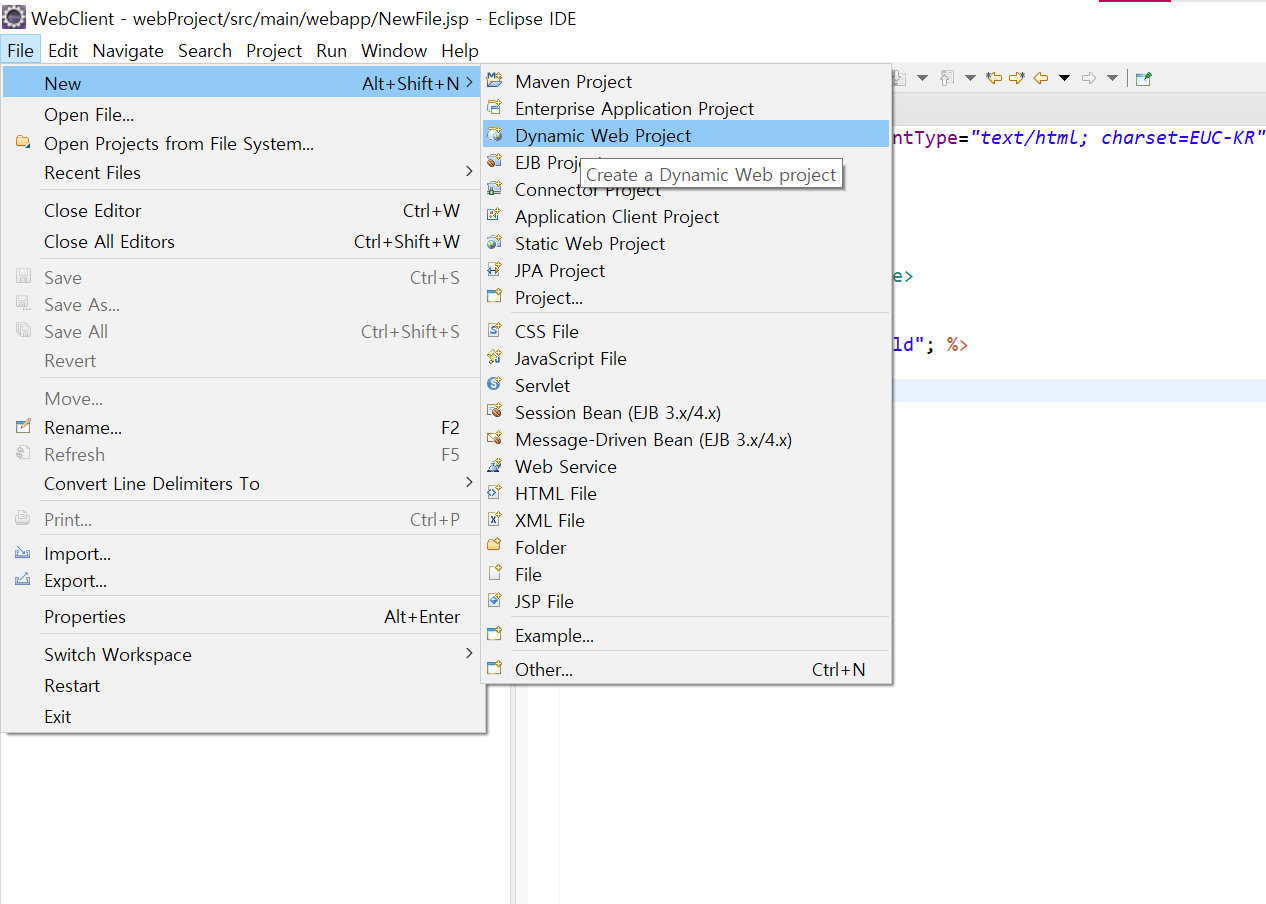 WebClient - webProject/src/main/webapp/NewFile.jsp - Eclipse IDE
File Edit Navigate Search Project Run Window Help
New Alt+Shift+N >
Open File...
Open Projects from File System...
Recent Files >
Close Editor Ctrl+W
Close All Editors Ctrl+Shift+W
Save Ctrl+S
Save As...
Save All Ctrl+Shift+S
Revert
Move...
Rename... F2
Refresh F5
Convert Line Delimiters To >
Print... Ctrl+P
Import...
Export...
Properties Alt+Enter
Switch Workspace >
Restart
Exit
Maven Project
Enterprise Application Project
Dynamic Web Project
EJB Proje
Create a Dynamic Web project
Connector Project
Application Client Project
Static Web Project
JPA Project
Project...
CSS File
JavaScript File
Servlet
Session Bean (EJB 3.x/4.x)
Message-Driven Bean (EJB 3.x/4.x)
Web Service
HTML File
XML File
Folder
File
JSP File
Example...
Other... Ctrl+N
ntType="text/html; charset=EUC-KR"
e>
ld"; %>